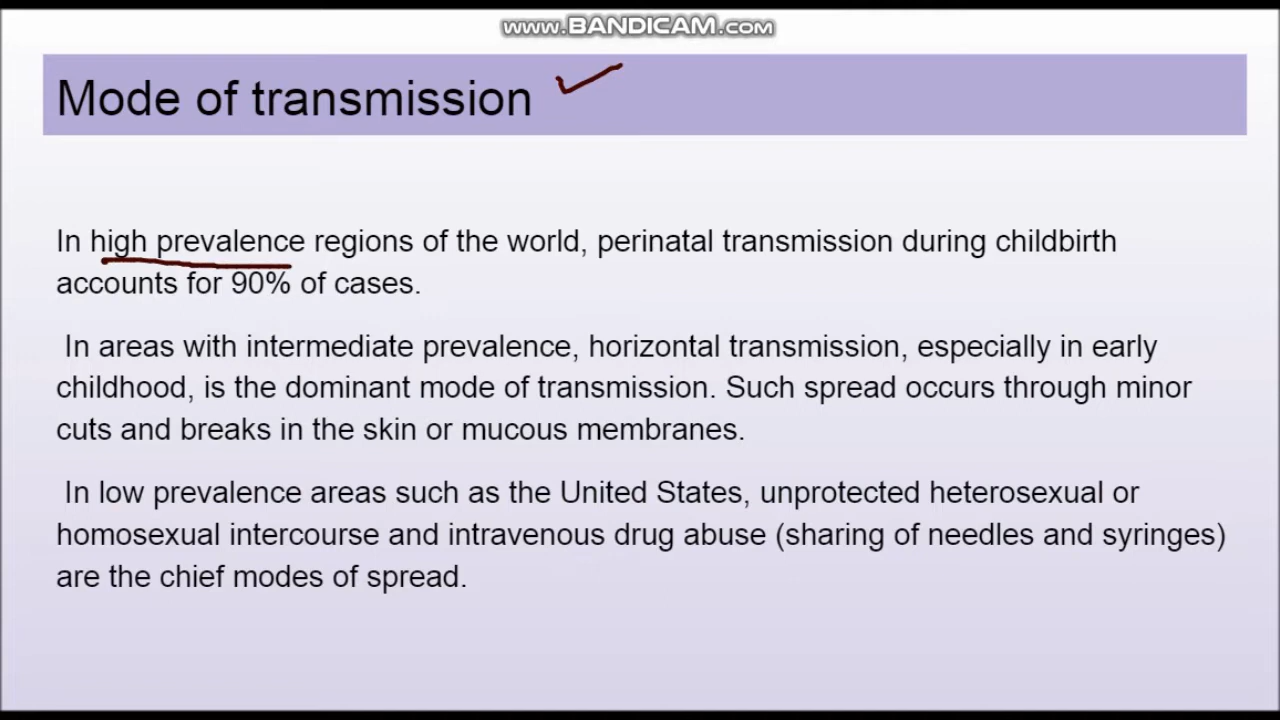 www.BANDICAM.com
Mode of transmission
In high prevalence regions of the world, perinatal transmission during childbirth
accounts for 90% of cases.
In areas with intermediate prevalence, horizontal transmission, especially in early
childhood, is the dominant mode of transmission. Such spread occurs through minor
cuts and breaks in the skin or mucous membranes.
In low prevalence areas such as the United States, unprotected heterosexual or
homosexual intercourse and intravenous drug abuse (sharing of needles and syringes)
are the chief modes of spread.